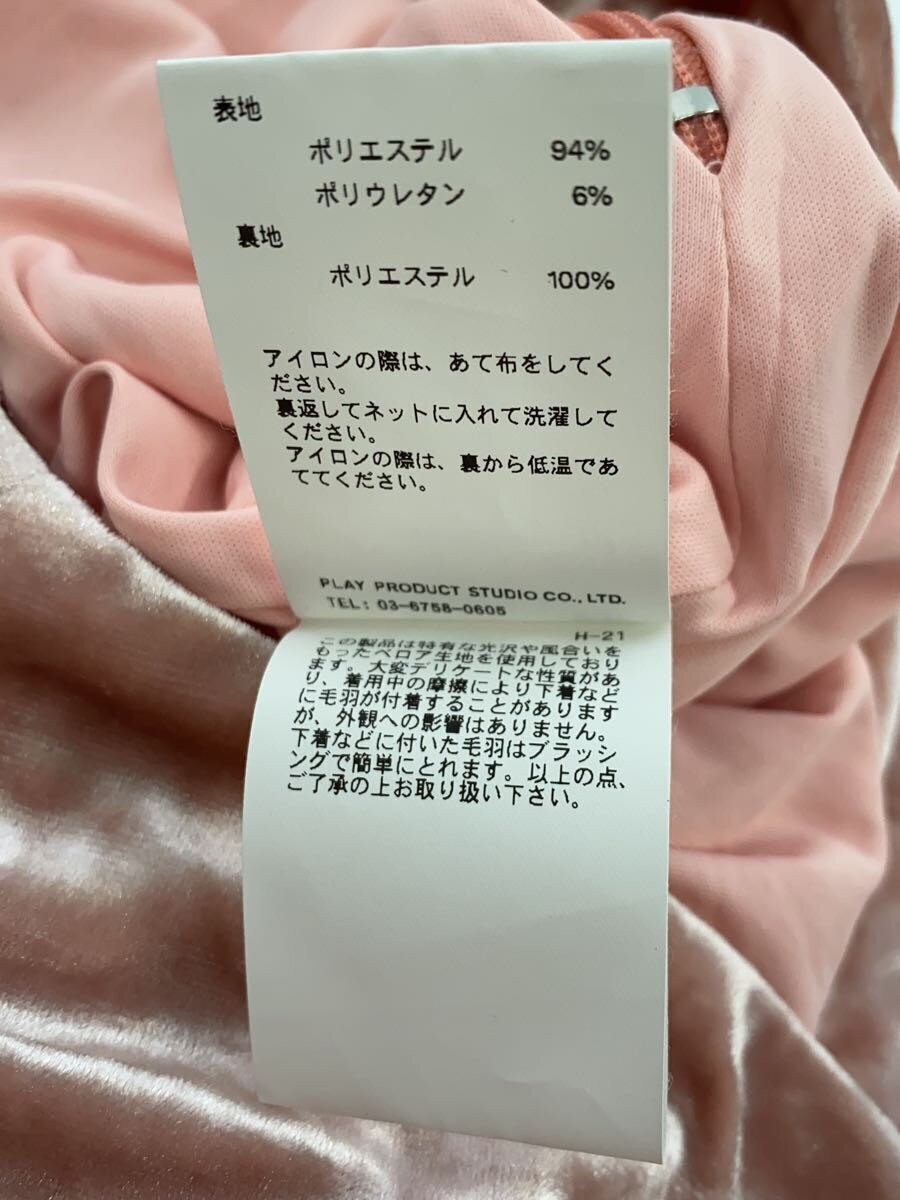 表地
ポリエステル 94%
ポリウレタン 6%
裏地
ポリエステル 100%
アイロンの際は、あて布をしてく
ださい。
裏返してネットに入れて洗濯して
ください。
アイロンの際は、裏から低温であ
ててください。
PLAY PRODUCT STUDIO CO.,LTD.
TEL: 03-6758-0605
H-21
この製品は特有な光沢や風合いを
もったベロア生地を使用しており
ます。大変デリケートな性質があ
り、着用中の摩擦により下着など
に毛羽が付着することがあります
が、外観への影響はありません。
下着などに付いた毛羽はブラッシ
ングで簡単にとれます。以上の点、
ご了承の上お取り扱い下さい。